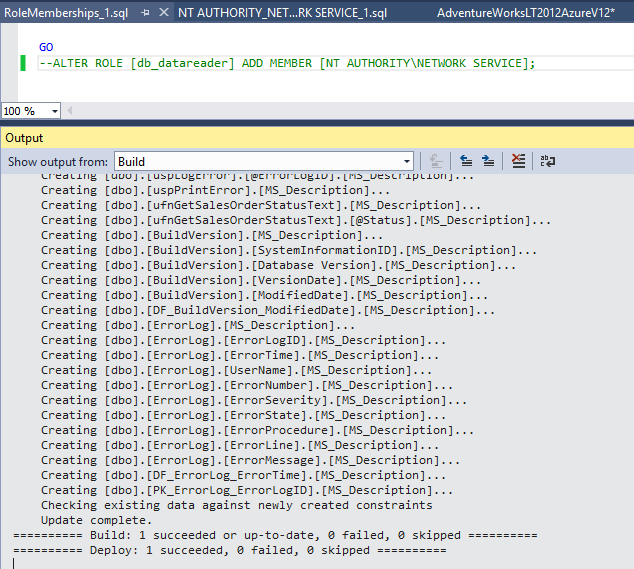 RoleMemberships_1.sql
NT AUTHORITY_NET...RK SERVICE_1.sql
AdventureWorksLT2012AzureV12*
GO
--ALTER ROLE [db_datareader] ADD MEMBER [NT AUTHORITY\NETWORK SERVICE];
100 %
Output
Show output from: Build
Creating [dbo].[uspLogError].[@ErrorLogID].[MS_Description]...
Creating [dbo].[uspPrintError].[MS_Description]...
Creating [dbo].[ufnGetSalesOrderStatusText].[MS_Description]...
Creating [dbo].[ufnGetSalesOrderStatusText].[@Status].[MS_Description]...
Creating [dbo].[BuildVersion].[MS_Description]...
Creating [dbo].[BuildVersion].[SystemInformationID].[MS_Description]...
Creating [dbo].[BuildVersion].[Database Version].[MS_Description]...
Creating [dbo].[BuildVersion].[VersionDate].[MS_Description]...
Creating [dbo].[BuildVersion].[ModifiedDate].[MS_Description]...
Creating [dbo].[DF_BuildVersion_ModifiedDate].[MS_Description]...
Creating [dbo].[ErrorLog].[MS_Description]...
Creating [dbo].[ErrorLog].[ErrorLogID].[MS_Description]...
Creating [dbo].[ErrorLog].[ErrorTime].[MS_Description]...
Creating [dbo].[ErrorLog].[UserName].[MS_Description]...
Creating [dbo].[ErrorLog].[ErrorNumber].[MS_Description]...
Creating [dbo].[ErrorLog].[ErrorSeverity].[MS_Description]...
Creating [dbo].[ErrorLog].[ErrorState].[MS_Description]...
Creating [dbo].[ErrorLog].[ErrorProcedure].[MS_Description]...
Creating [dbo].[ErrorLog].[ErrorLine].[MS_Description]...
Creating [dbo].[ErrorLog].[ErrorMessage].[MS_Description]...
Creating [dbo].[DF_ErrorLog_ErrorTime].[MS_Description]...
Creating [dbo].[PK_ErrorLog_ErrorLogID].[MS_Description]...
Checking existing data against newly created constraints
Update complete.
========== Build: 1 succeeded or up-to-date, 0 failed, 0 skipped ==========
========== Deploy: 1 succeeded, 0 failed, 0 skipped ==========